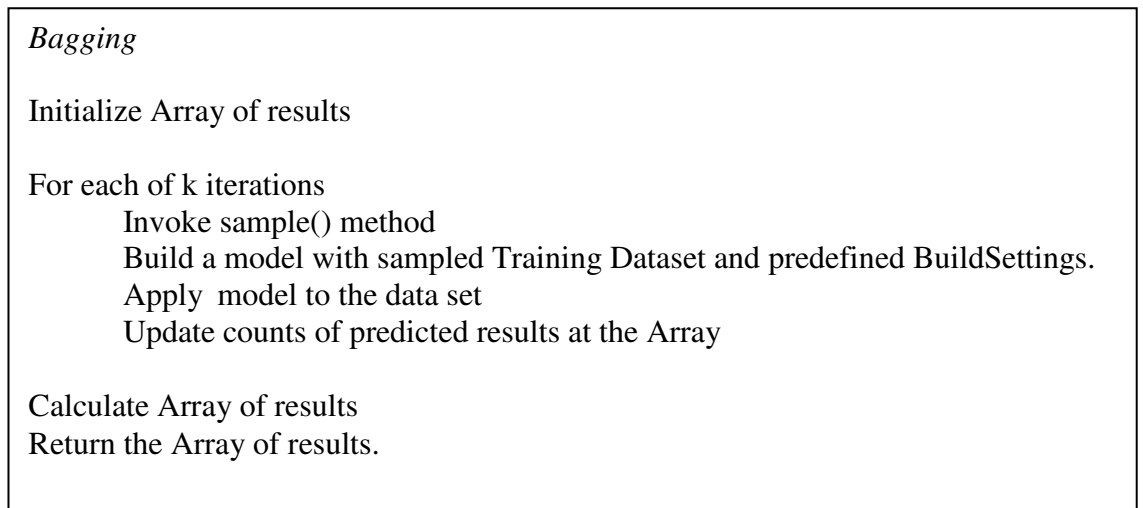 Bagging
Initialize Array of results
For each of k iterations
Invoke sample() method
Build a model with sampled Training Dataset and predefined BuildSettings.
Apply model to the data set
Update counts of predicted results at the Array
Calculate Array of results
Return the Array of results.